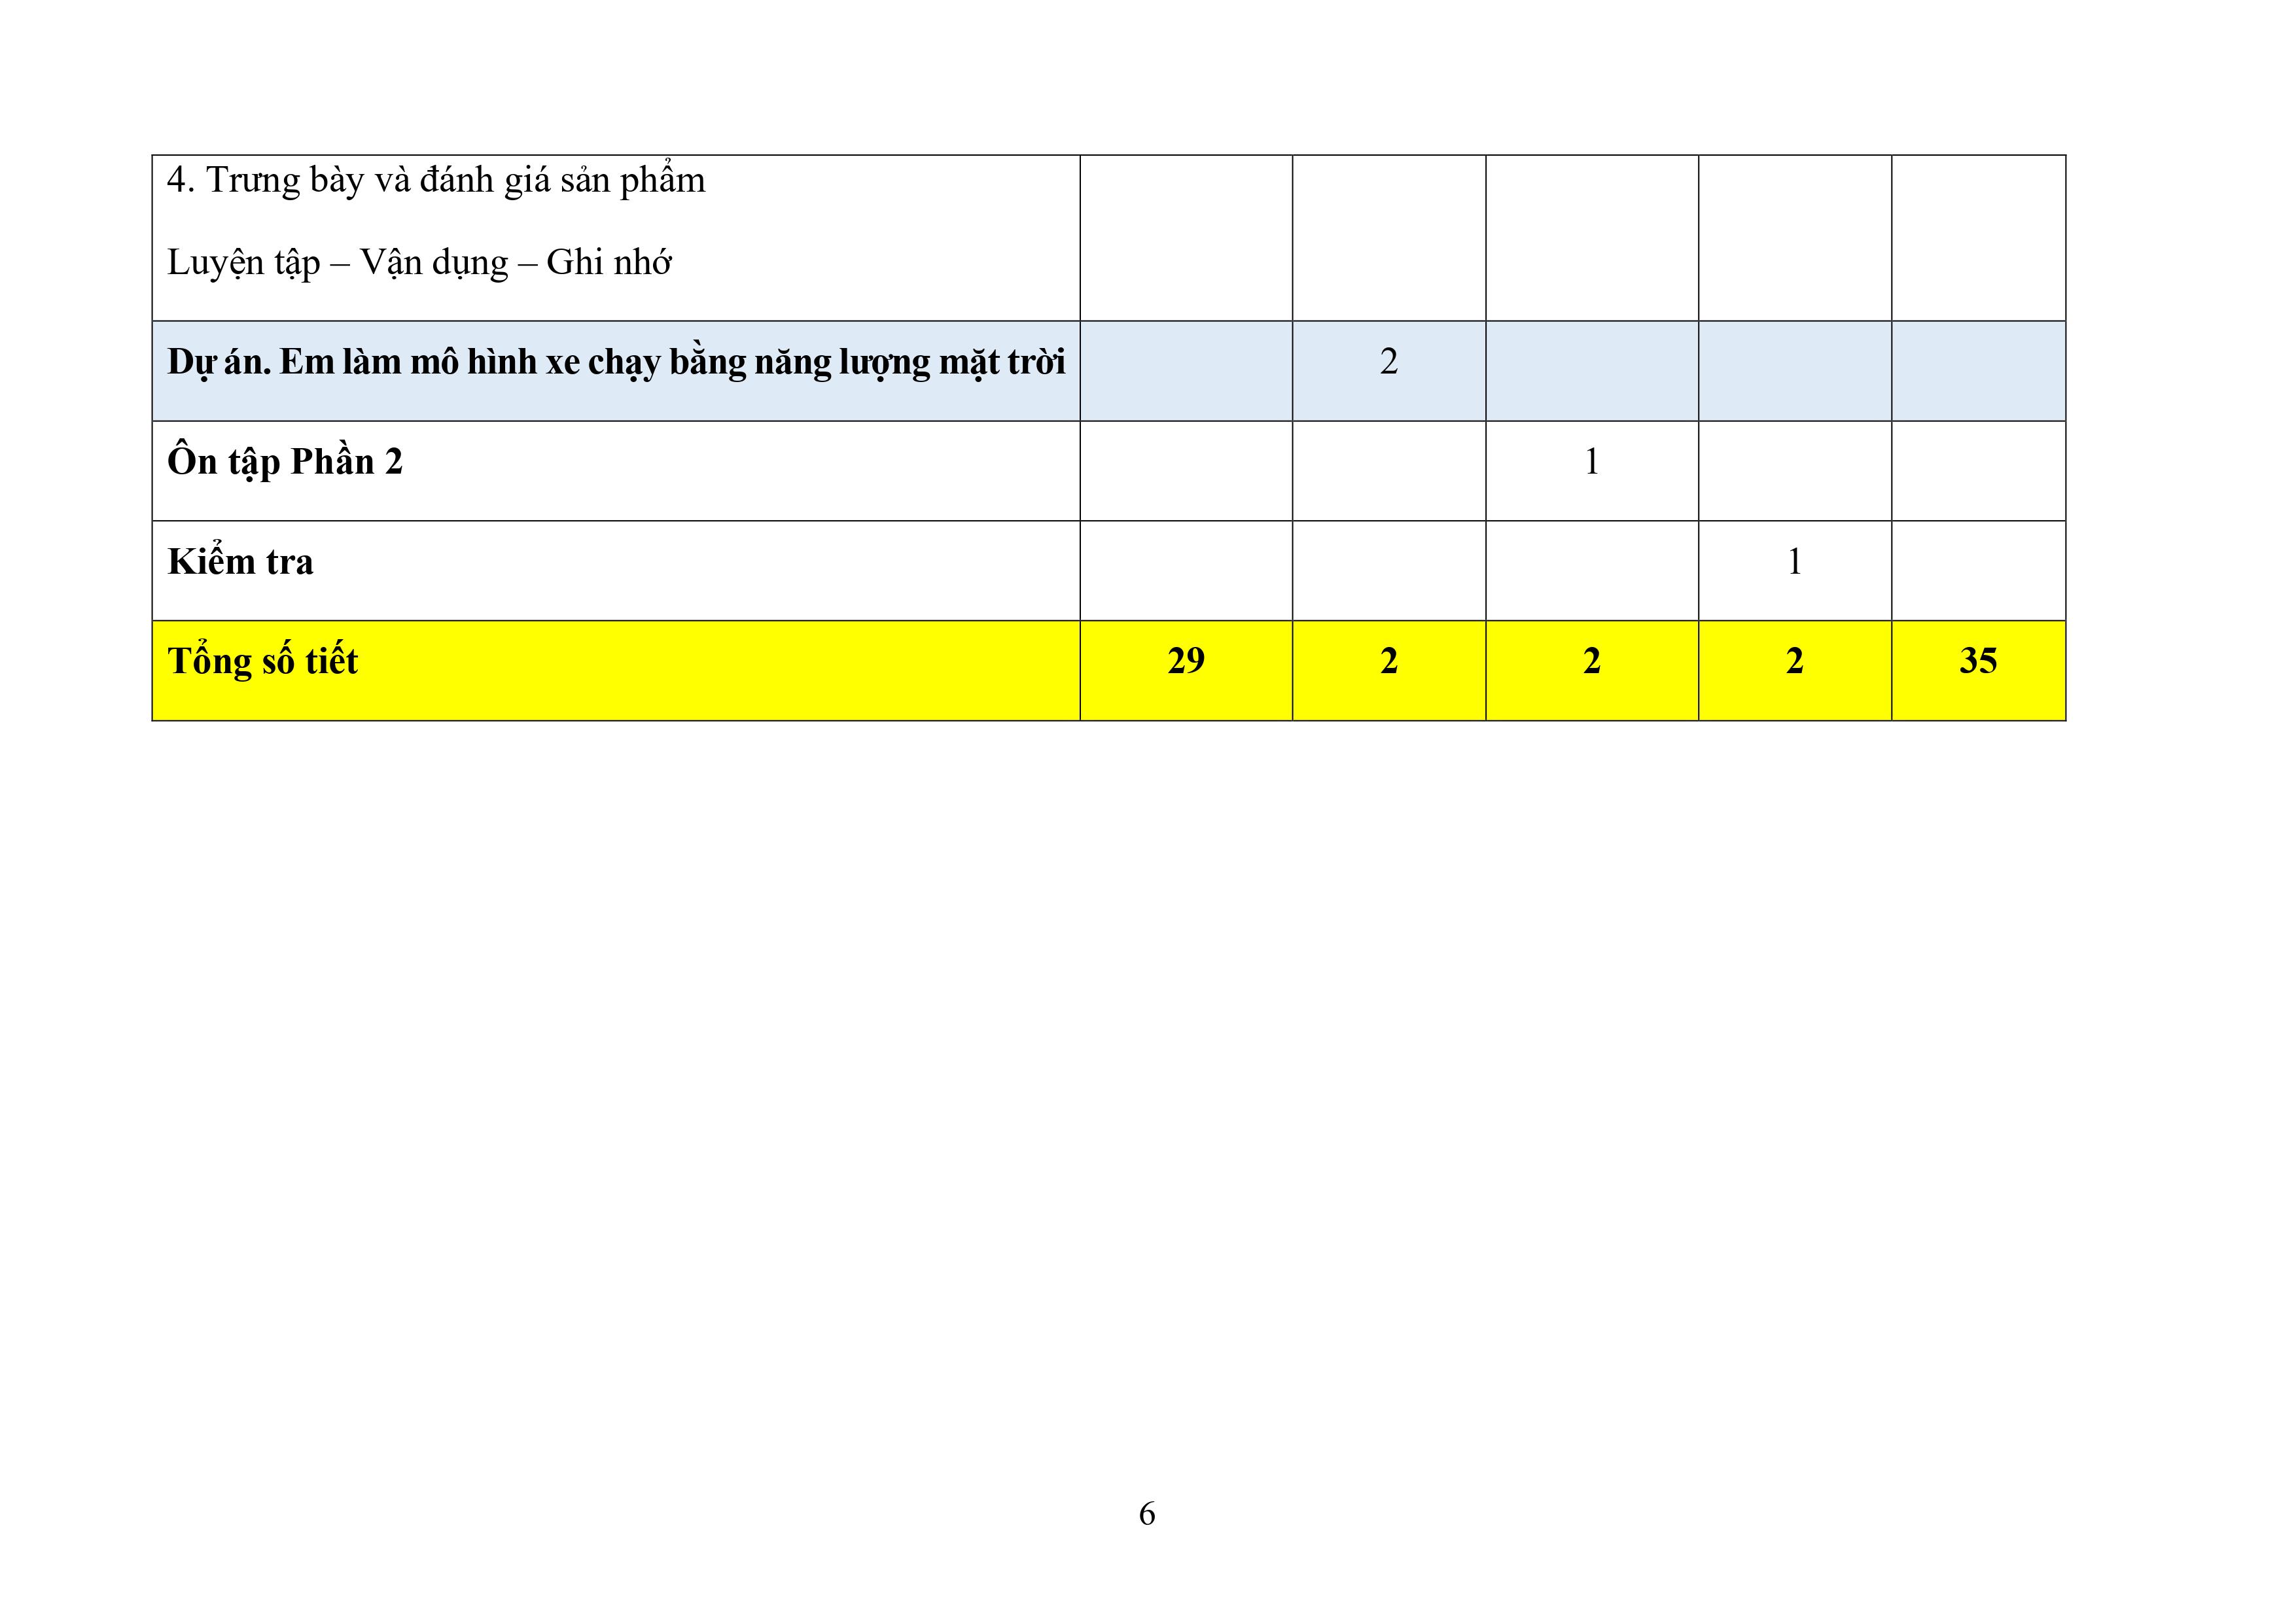 4. Trưng bày và đánh giá sản phẩm
Luyện tập – Vận dụng – Ghi nhớ
Dự án. Em làm mô hình xe chạy bằng năng lượng mặt trời 2
Ôn tập Phần 2 1
Kiểm tra 1
Tổng số tiết 29 2 2 2 35
6